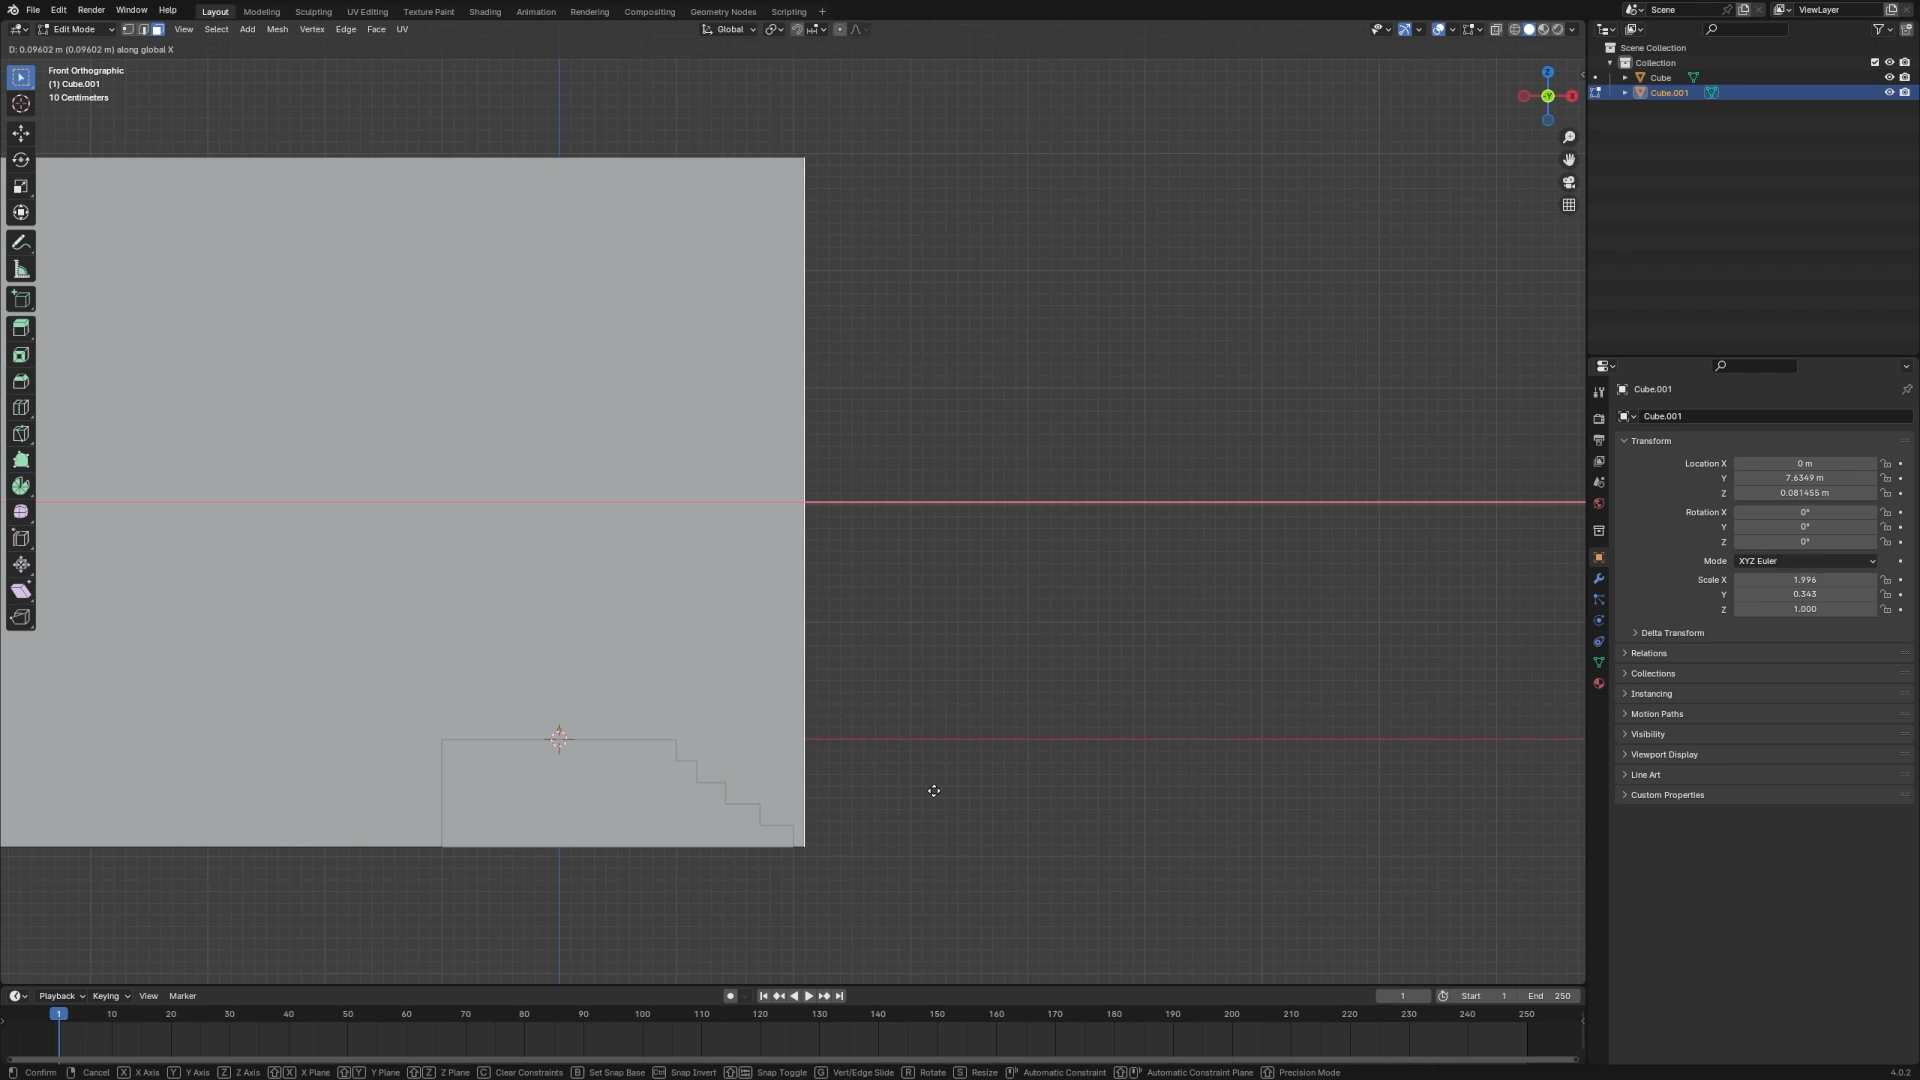 File Edit Render Window Help Layout Modeling Sculpting UV Editing Texture Paint Shading Animation Rendering Compositing Geometry Nodes Scripting + Scene ViewLayer
Edit Mode View Select Add Mesh Vertex Edge Face UV Global
D: 0.09602 m (0.09602 m) along global X
Front Orthographic
(1) Cube.001
10 Centimeters
Z
-Y
X
Scene Collection
Collection
Cube
Cube.001
Cube.001
Cube.001
Transform
Location X 0 m
Y 7.6349 m
Z 0.081455 m
Rotation X 0°
Y 0°
Z 0°
Mode XYZ Euler
Scale X 1.996
Y 0.343
Z 1.000
Delta Transform
Relations
Collections
Instancing
Motion Paths
Visibility
Viewport Display
Line Art
Custom Properties
Playback Keying View Marker 1 Start 1 End 250
1 10 20 30 40 50 60 70 80 90 100 110 120 130 140 150 160 170 180 190 200 210 220 230 240 250
Confirm Cancel X X Axis Y Y Axis Z Z Axis X X Plane Y Y Plane Z Z Plane C Clear Constraints B Set Snap Base Ctrl Snap Invert Snap Toggle G Vert/Edge Slide R Rotate S Resize Automatic Constraint Automatic Constraint Plane Precision Mode 4.0.2